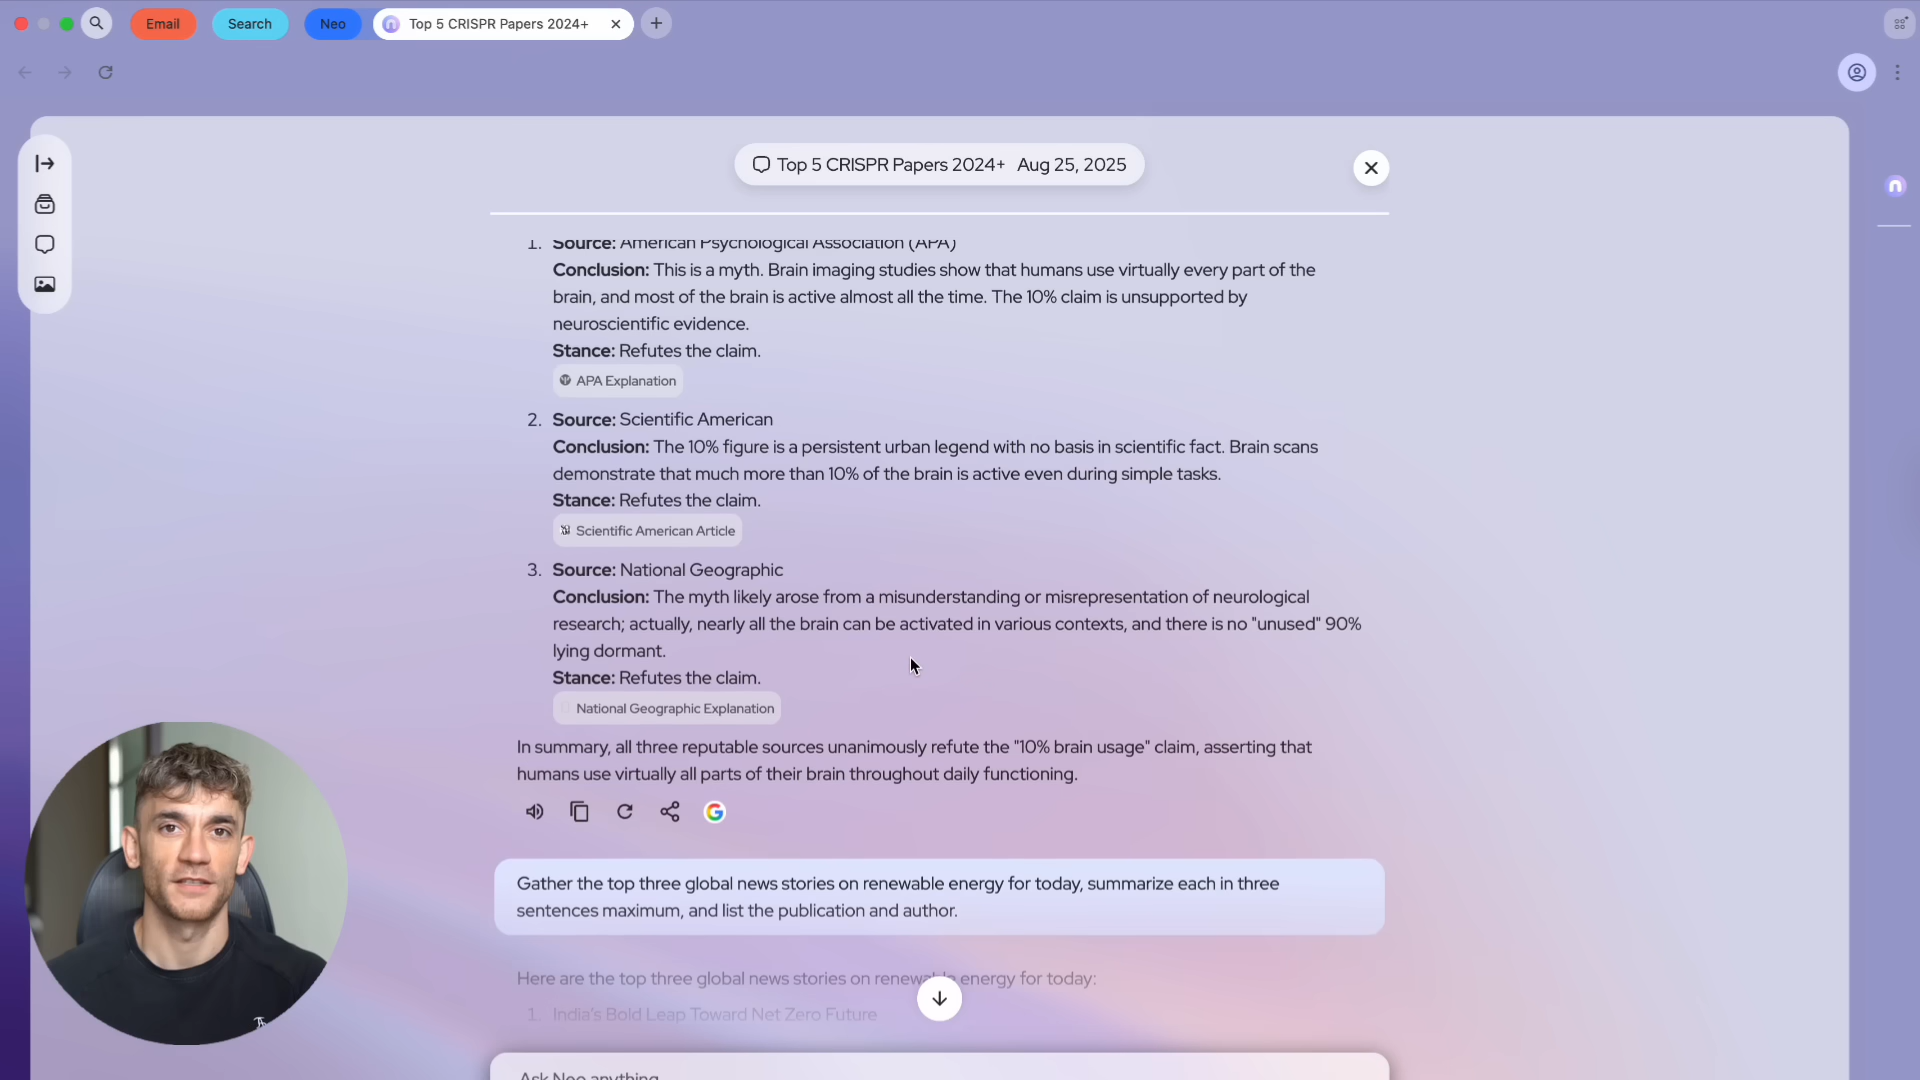 Email
Search
Neo
Top 5 CRISPR Papers 2024+
Top 5 CRISPR Papers 2024+ Aug 25, 2025
1. Source: American Psychological Association (APA)
Conclusion: This is a myth. Brain imaging studies show that humans use virtually every part of the
brain, and most of the brain is active almost all the time. The 10% claim is unsupported by
neuroscientific evidence.
Stance: Refutes the claim.
APA Explanation
2. Source: Scientific American
Conclusion: The 10% figure is a persistent urban legend with no basis in scientific fact. Brain scans
demonstrate that much more than 10% of the brain is active even during simple tasks.
Stance: Refutes the claim.
Scientific American Article
3. Source: National Geographic
Conclusion: The myth likely arose from a misunderstanding or misrepresentation of neurological
research; actually, nearly all the brain can be activated in various contexts, and there is no "unused" 90%
lying dormant.
Stance: Refutes the claim.
National Geographic Explanation
In summary, all three reputable sources unanimously refute the "10% brain usage" claim, asserting that
humans use virtually all parts of their brain throughout daily functioning.
Gather the top three global news stories on renewable energy for today, summarize each in three
sentences maximum, and list the publication and author.
Here are the top three global news stories on renewable energy for today:
1. India's Bold Leap Toward Net Zero Future
Ask Neo anything